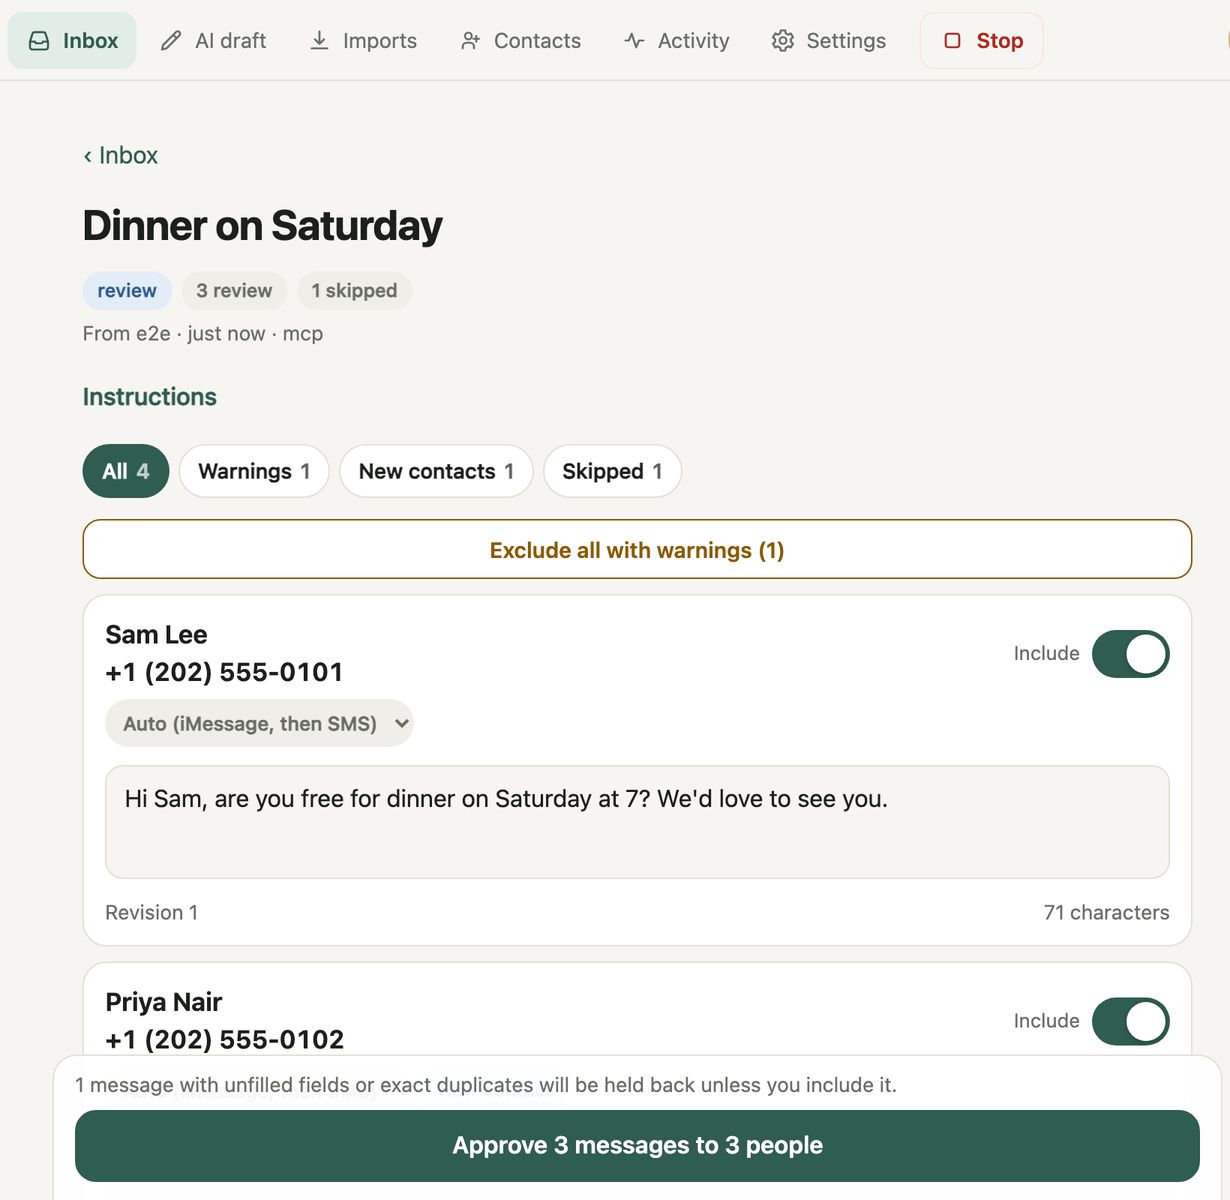 Inbox AI draft Imports Contacts Activity Settings Stop
‹ Inbox
Dinner on Saturday
review 3 review 1 skipped
From e2e · just now · mcp
Instructions
All 4 Warnings 1 New contacts 1 Skipped 1
Exclude all with warnings (1)
Sam Lee
+1 (202) 555-0101
Include
Auto (iMessage, then SMS)
Hi Sam, are you free for dinner on Saturday at 7? We'd love to see you.
Revision 1 71 characters
Priya Nair
+1 (202) 555-0102
Include
1 message with unfilled fields or exact duplicates will be held back unless you include it.
Approve 3 messages to 3 people